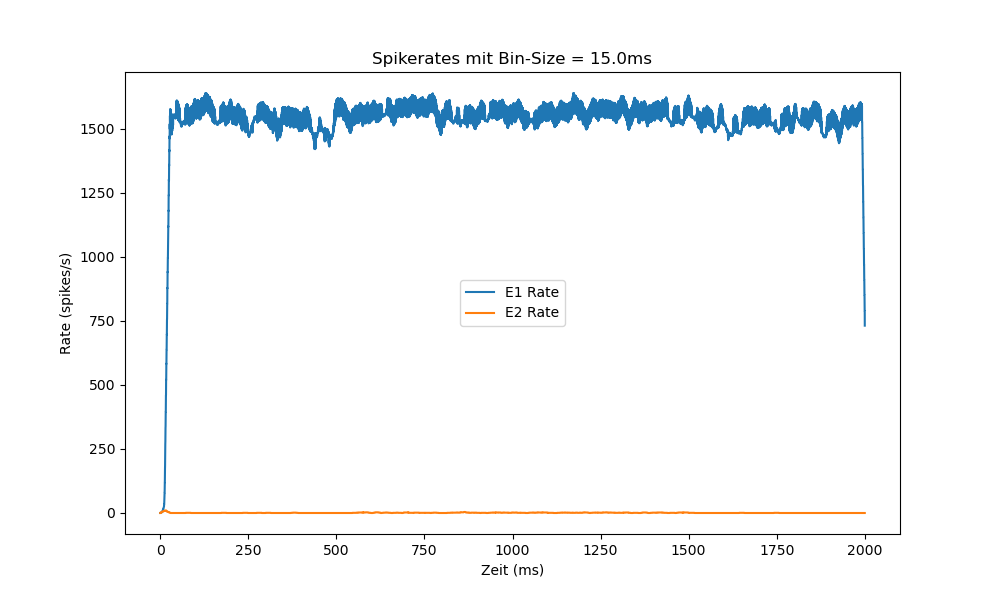 Spikerates mit Bin-Size = 15.0ms
Rate (spikes/s)
1500
1250
1000
750
500
250
0
E1 Rate
E2 Rate
0 250 500 750 1000 1250 1500 1750 2000
Zeit (ms)